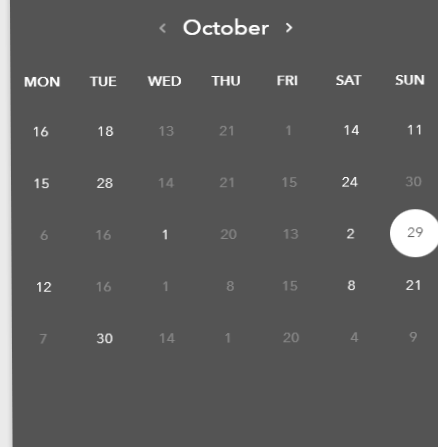 ‹ October ›
MON TUE WED THU FRI SAT SUN
16 18 13 21 1 14 11
15 28 14 21 15 24 30
6 16 1 20 13 2 29
12 16 1 8 15 8 21
7 30 14 1 20 4 9